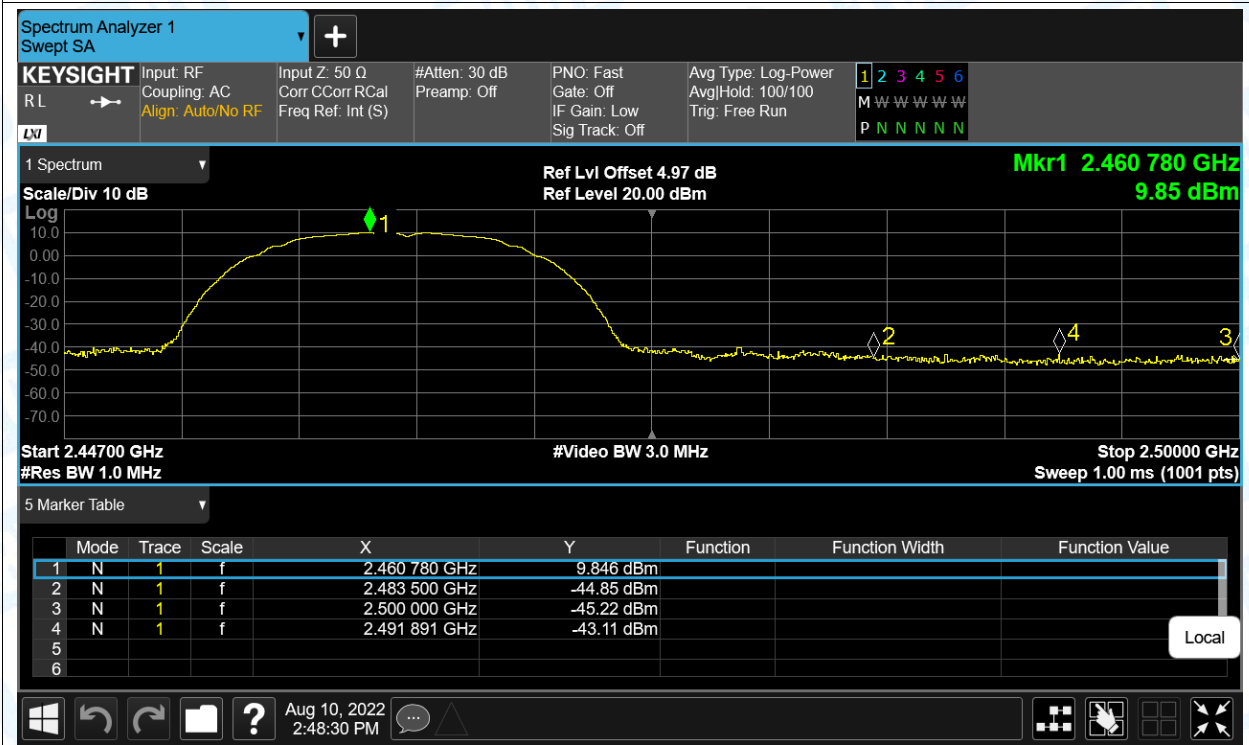 Spectrum Analyzer 1
Swept SA
+
KEYSIGHT
R L
LXI
Input: RF
Coupling: AC
Align: Auto/No RF
Input Z: 50 Ω
Corr CCorr RCal
Freq Ref: Int (S)
#Atten: 30 dB
Preamp: Off
PNO: Fast
Gate: Off
IF Gain: Low
Sig Track: Off
Avg Type: Log-Power
Avg|Hold: 100/100
Trig: Free Run
1 2 3 4 5 6
M W W W W W
P N N N N N
1 Spectrum
Scale/Div 10 dB
Ref Lvl Offset 4.97 dB
Ref Level 20.00 dBm
Mkr1 2.460 780 GHz
9.85 dBm
Log
10.0
0.00
-10.0
-20.0
-30.0
-40.0
-50.0
-60.0
-70.0
1
2
4
3
Start 2.44700 GHz
#Video BW 3.0 MHz
Stop 2.50000 GHz
#Res BW 1.0 MHz
Sweep 1.00 ms (1001 pts)
5 Marker Table
Mode Trace Scale X Y Function Function Width Function Value
1 N 1 f 2.460 780 GHz 9.846 dBm
2 N 1 f 2.483 500 GHz -44.85 dBm
3 N 1 f 2.500 000 GHz -45.22 dBm
4 N 1 f 2.491 891 GHz -43.11 dBm
5
6
Local
?
Aug 10, 2022
2:48:30 PM